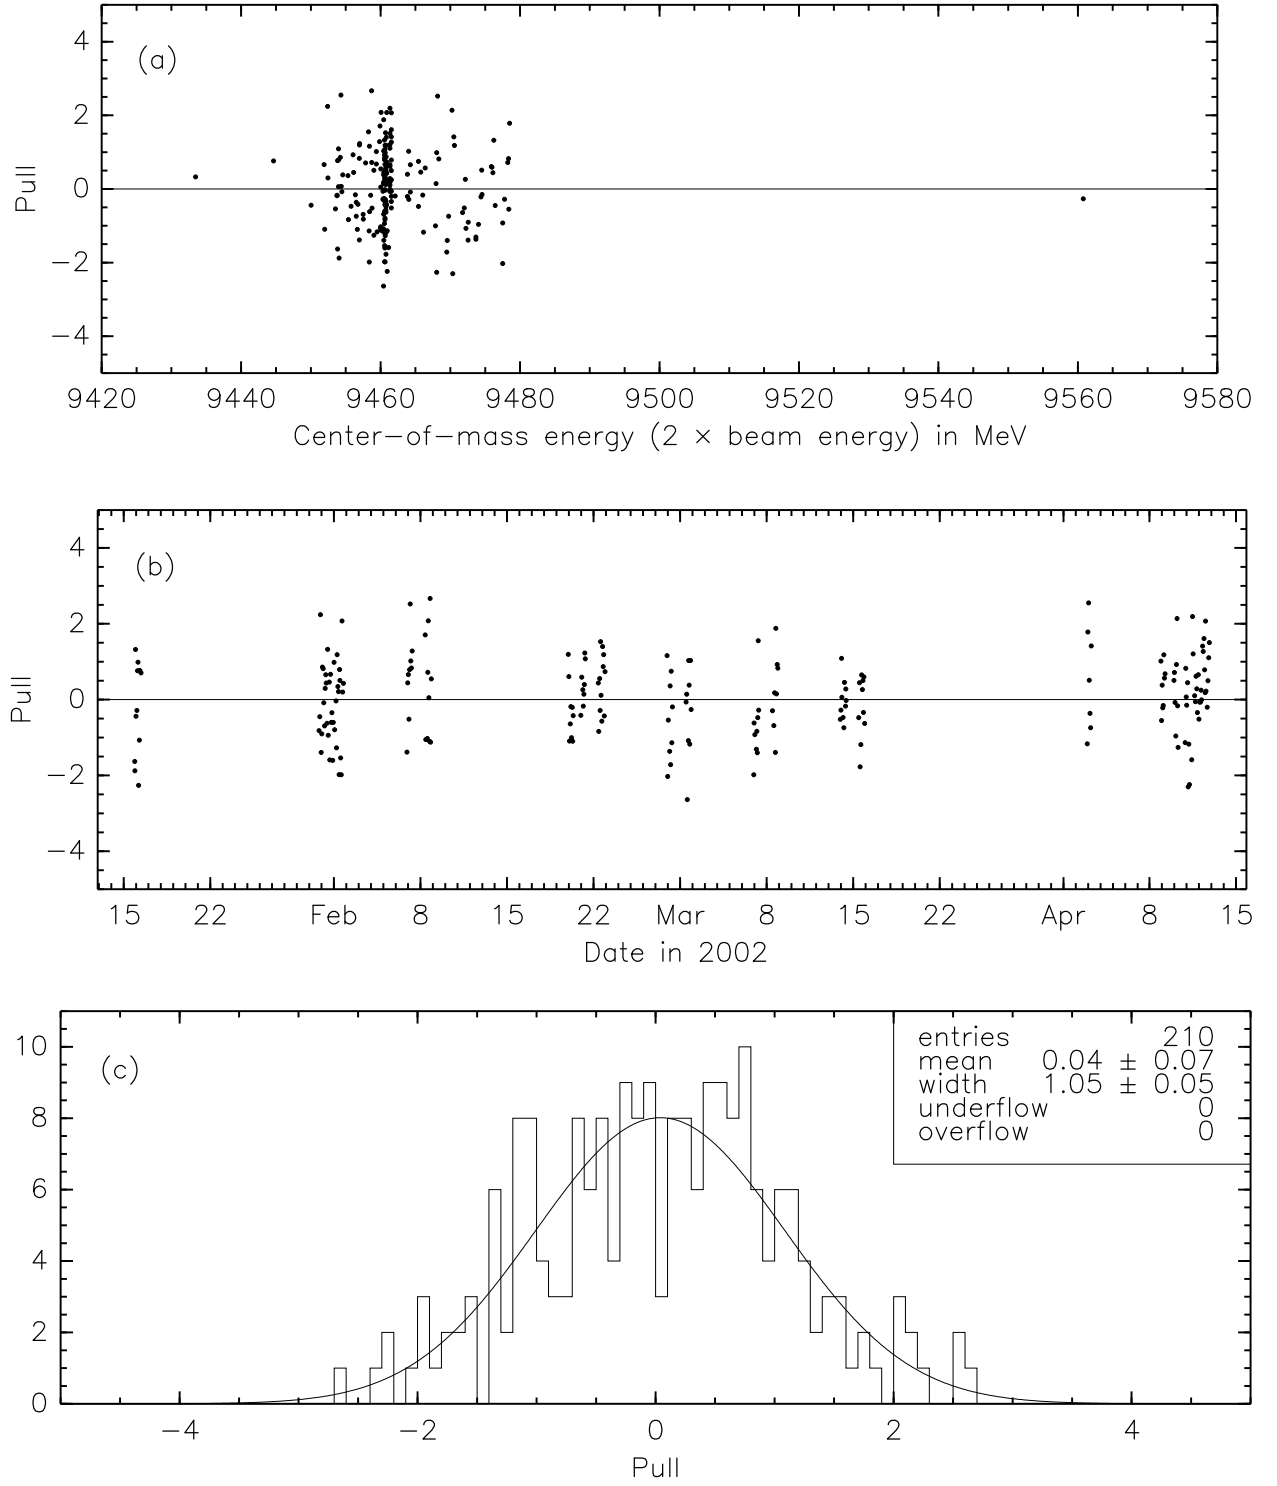 (a)
4
2
0
−2
−4
Pull
9420 9440 9460 9480 9500 9520 9540 9560 9580
Center−of−mass energy (2 × beam energy) in MeV
(b)
4
2
0
−2
−4
Pull
15 22 Feb 8 15 22 Mar 8 15 22 Apr 8 15
Date in 2002
(c)
10
8
6
4
2
0
entries 210
mean 0.04 ± 0.07
width 1.05 ± 0.05
underflow 0
overflow 0
−4 −2 0 2 4
Pull